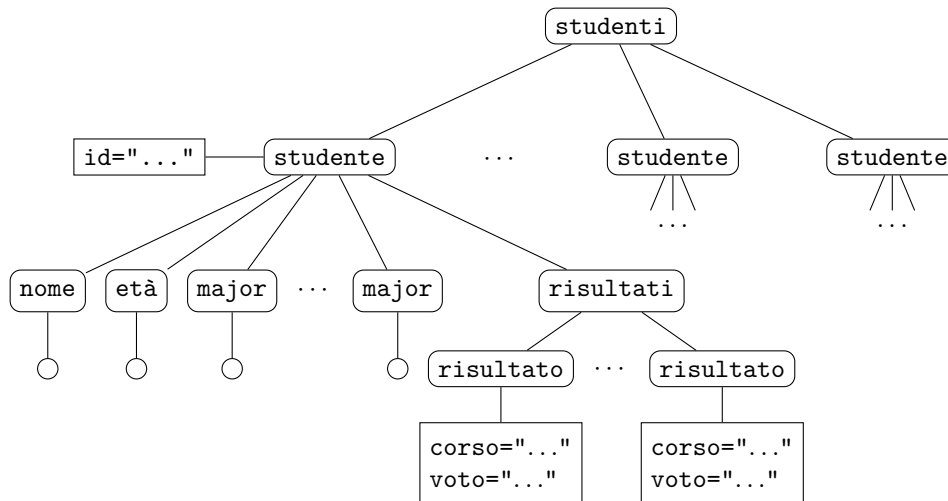 studenti
id="..."
studente
...
studente
studente
...
...
nome
età
major
...
major
risultati
risultato
...
risultato
corso="..."
voto="..."
corso="..."
voto="..."